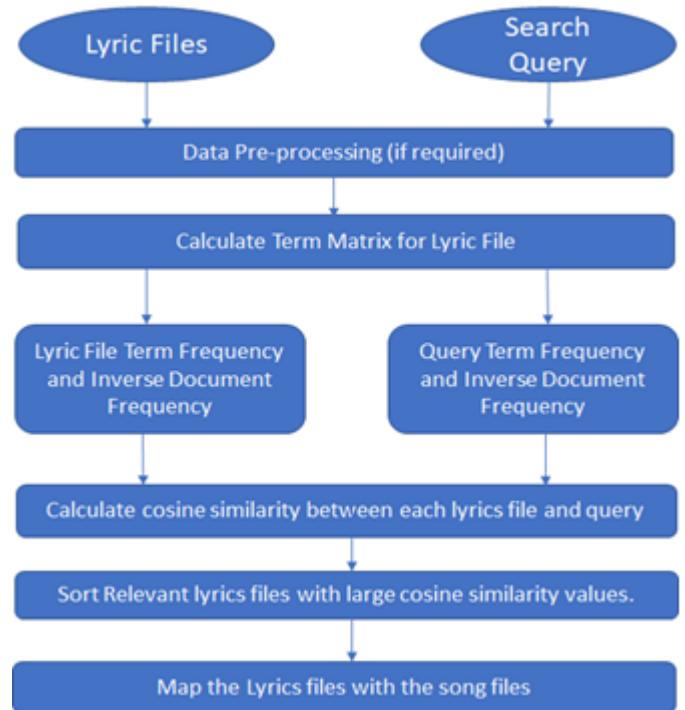 Lyric Files
Search
Query
Data Pre-processing (if required)
Calculate Term Matrix for Lyric File
Lyric File Term Frequency
and Inverse Document
Frequency
Query Term Frequency
and Inverse Document
Frequency
Calculate cosine similarity between each lyrics file and query
Sort Relevant lyrics files with large cosine similarity values.
Map the Lyrics files with the song files